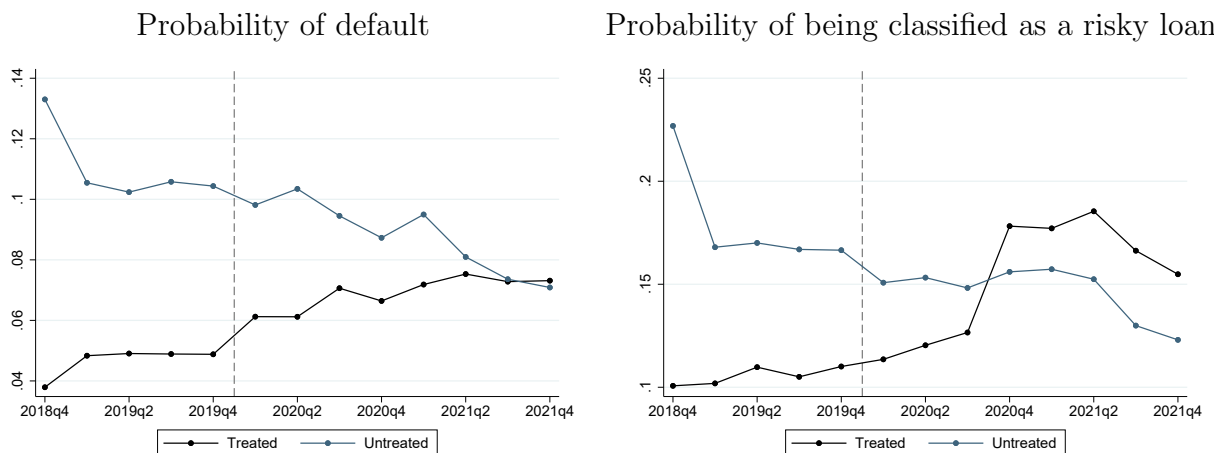 Probability of default
.14
.12
.1
.08
.06
.04
2018q4 2019q2 2019q4 2020q2 2020q4 2021q2 2021q4
Treated Untreated
Probability of being classified as a risky loan
.25
.2
.15
.1
2018q4 2019q2 2019q4 2020q2 2020q4 2021q2 2021q4
Treated Untreated